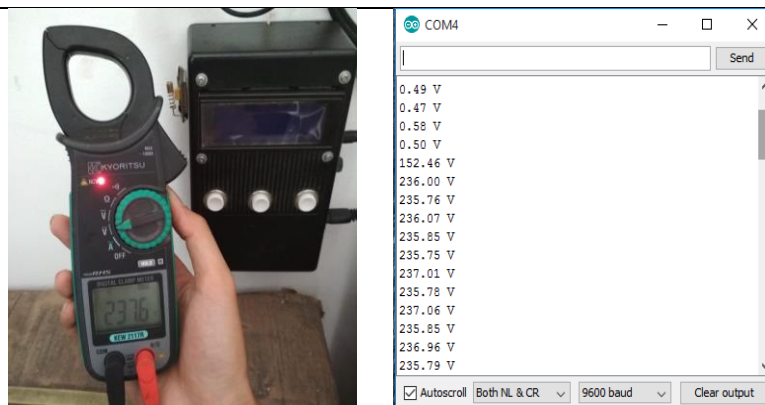 KYORITSU
OFF
DIGITAL CLAMP METER
237.6
KEW 2117R
COM
COM4
Send
0.49 V
0.47 V
0.58 V
0.50 V
152.46 V
236.00 V
235.76 V
236.07 V
235.85 V
235.75 V
237.01 V
235.78 V
237.06 V
235.85 V
236.96 V
235.79 V
Autoscroll Both NL & CR 9600 baud Clear output